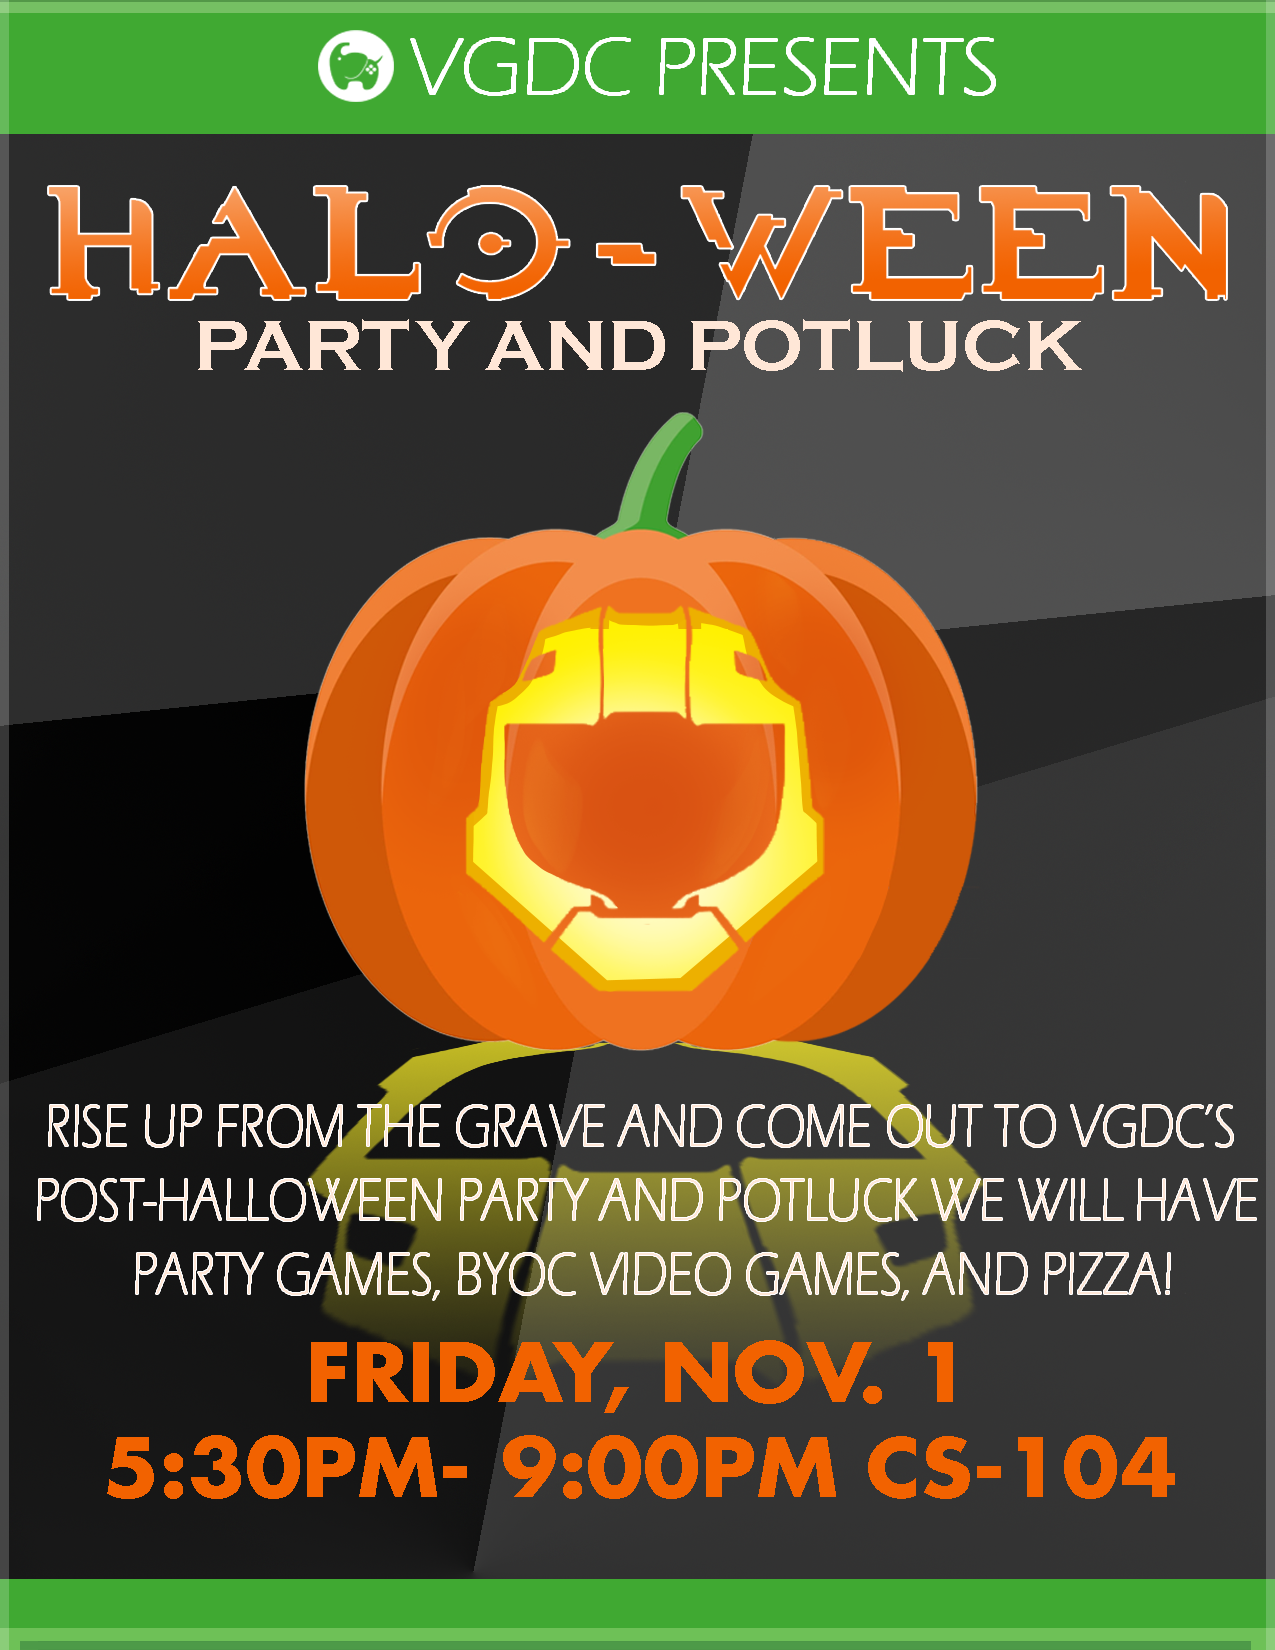 VGDC PRESENTS
HALO-WEEN
PARTY AND POTLUCK
RISE UP FROM THE GRAVE AND COME OUT TO VGDC'S
POST-HALLOWEEN PARTY AND POTLUCK WE WILL HAVE
PARTY GAMES, BYOC VIDEO GAMES, AND PIZZA!
FRIDAY, NOV. 1
5:30PM- 9:00PM CS-104